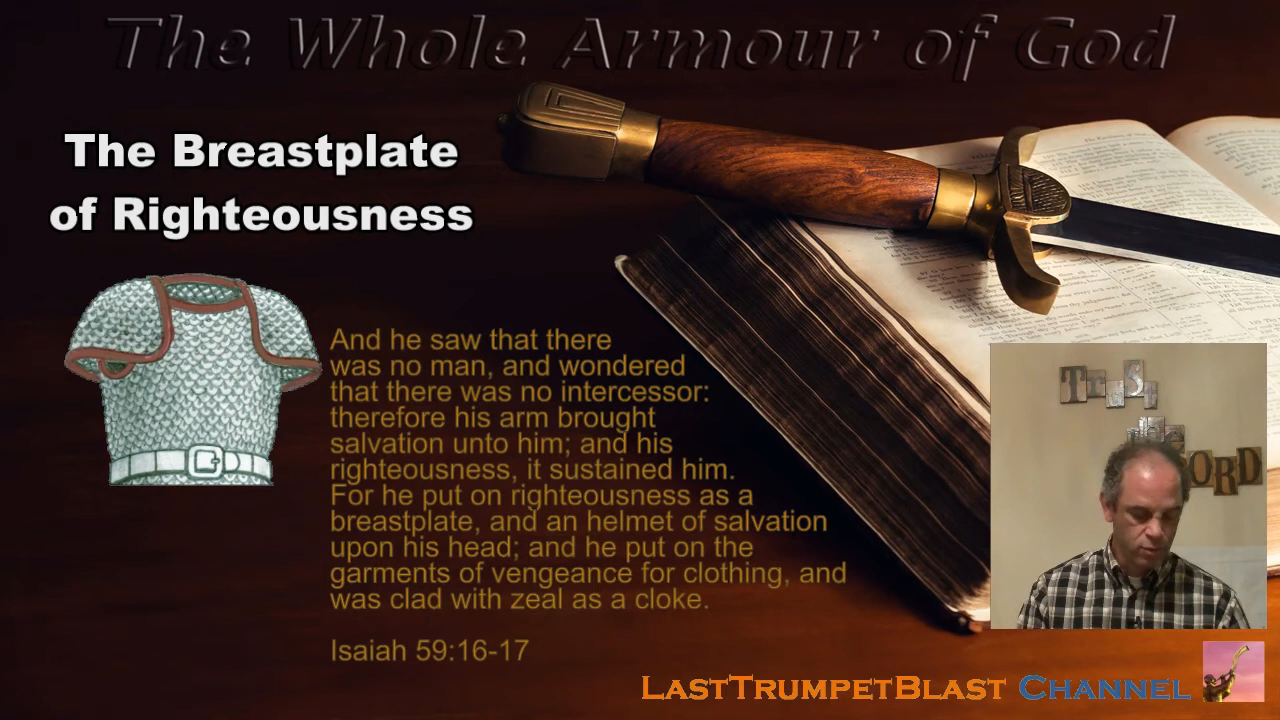 The Whole Armour of God
The Breastplate
of Righteousness
And he saw that there
was no man, and wondered
that there was no intercessor:
therefore his arm brought
salvation unto him; and his
righteousness, it sustained him.
For he put on righteousness as a
breastplate, and an helmet of salvation
upon his head; and he put on the
garments of vengeance for clothing, and
was clad with zeal as a cloke.
Isaiah 59:16-17
TruSt
the
LastTrumpetBlast Channel